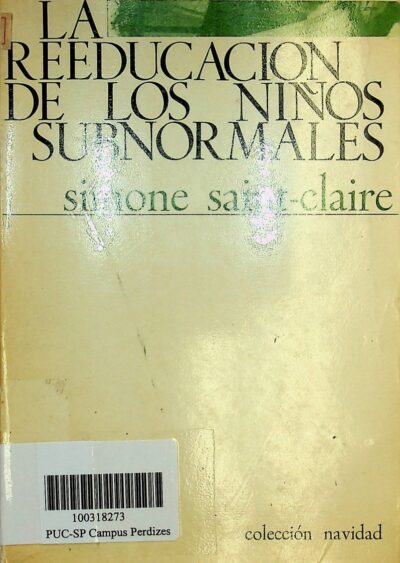 LA
REEDUCACION
DE LOS NIÑOS
SUBNORMALES
simone saint-claire
100318273
PUC-SP Campus Perdizes
colección navidad